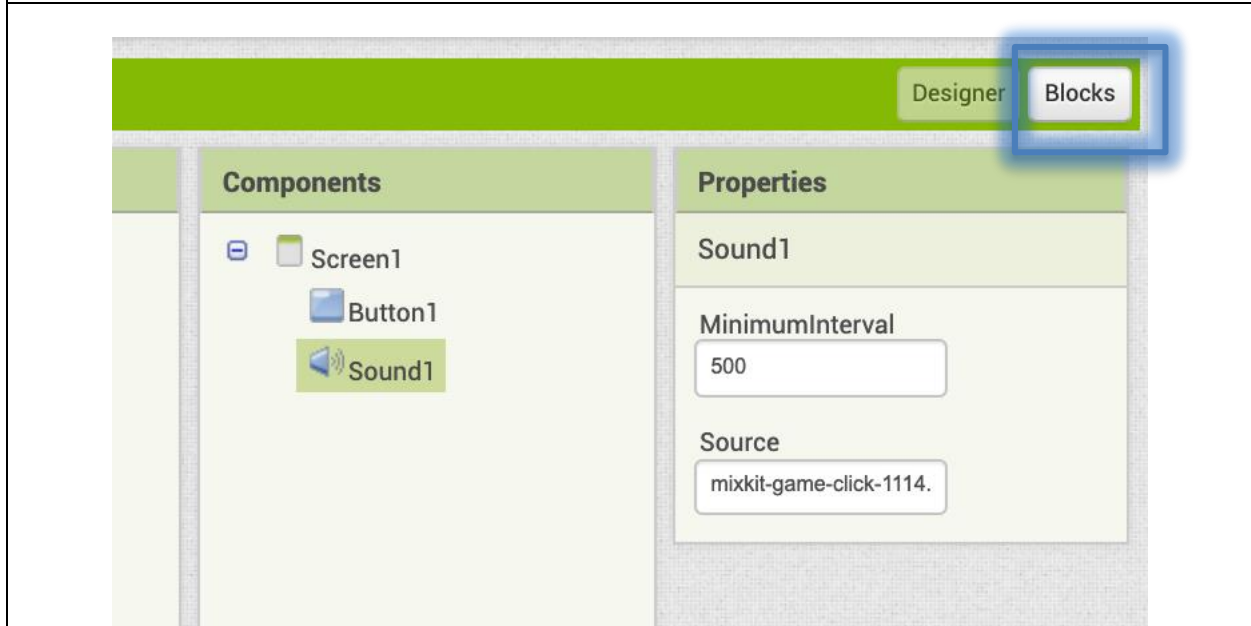 Designer Blocks
Components Properties
Screen1
Button1
Sound1
Sound1
MinimumInterval
500
Source
mixkit-game-click-1114.